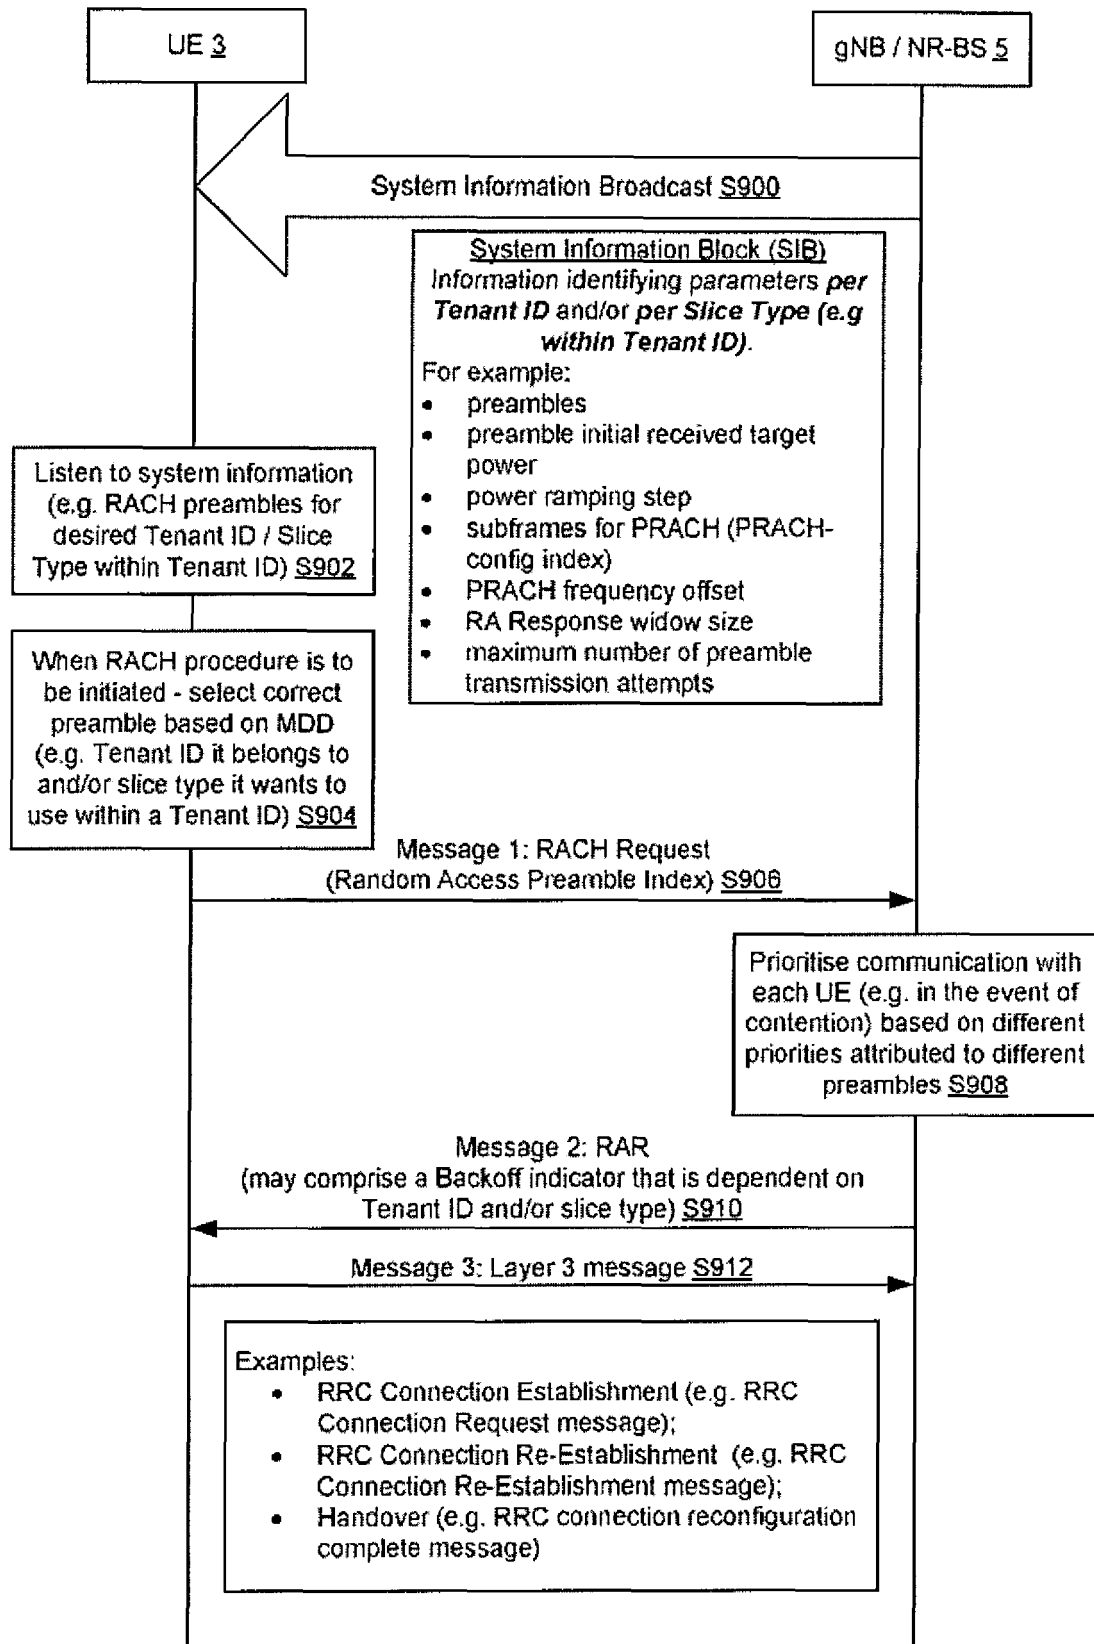 UE 3
gNB / NR-BS 5
System Information Broadcast S900
System Information Block (SIB)
Information identifying parameters per
Tenant ID and/or per Slice Type (e.g
within Tenant ID).
For example:
• preambles
• preamble initial received target
power
• power ramping step
• subframes for PRACH (PRACH-
config index)
• PRACH frequency offset
• RA Response widow size
• maximum number of preamble
transmission attempts
Listen to system information
(e.g. RACH preambles for
desired Tenant ID / Slice
Type within Tenant ID) S902
When RACH procedure is to
be initiated - select correct
preamble based on MDD
(e.g. Tenant ID it belongs to
and/or slice type it wants to
use within a Tenant ID) S904
Message 1: RACH Request
(Random Access Preamble Index) S906
Prioritise communication with
each UE (e.g. in the event of
contention) based on different
priorities attributed to different
preambles S908
Message 2: RAR
(may comprise a Backoff indicator that is dependent on
Tenant ID and/or slice type) S910
Message 3: Layer 3 message S912
Examples:
• RRC Connection Establishment (e.g. RRC
Connection Request message);
• RRC Connection Re-Establishment (e.g. RRC
Connection Re-Establishment message);
• Handover (e.g. RRC connection reconfiguration
complete message)